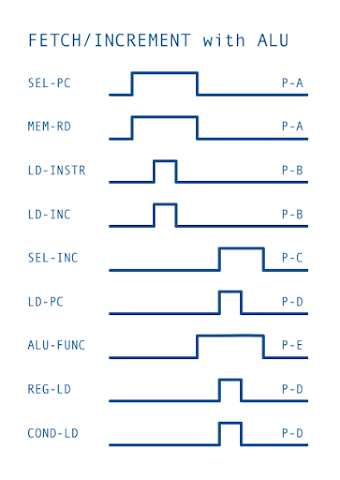 FETCH/INCREMENT with ALU
SEL-PC P-A
MEM-RD P-A
LD-INSTR P-B
LD-INC P-B
SEL-INC P-C
LD-PC P-D
ALU-FUNC P-E
REG-LD P-D
COND-LD P-D